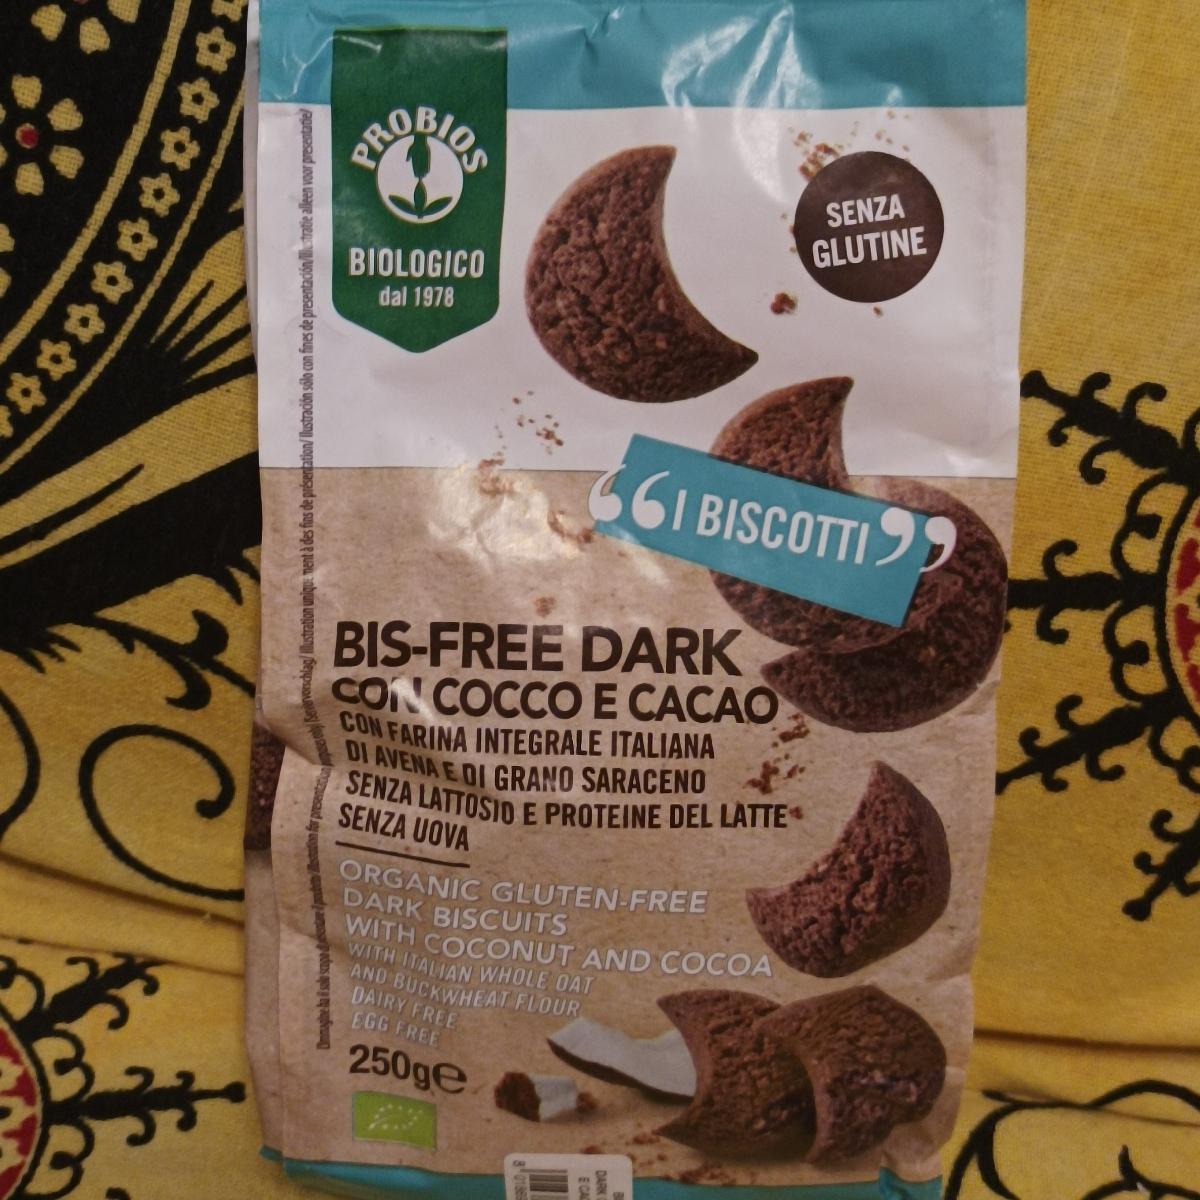 PROBIOS
BIOLOGICO
dal 1978
SENZA
GLUTINE
“I BISCOTTI”
BIS-FREE DARK
CON COCCO E CACAO
CON FARINA INTEGRALE ITALIANA
DI AVENA E DI GRANO SARACENO
SENZA LATTOSIO E PROTEINE DEL LATTE
SENZA UOVA
ORGANIC GLUTEN-FREE
DARK BISCUITS
WITH COCONUT AND COCOA
WITH ITALIAN WHOLE OAT
AND BUCKWHEAT FLOUR
DAIRY FREE
EGG FREE
250g℮